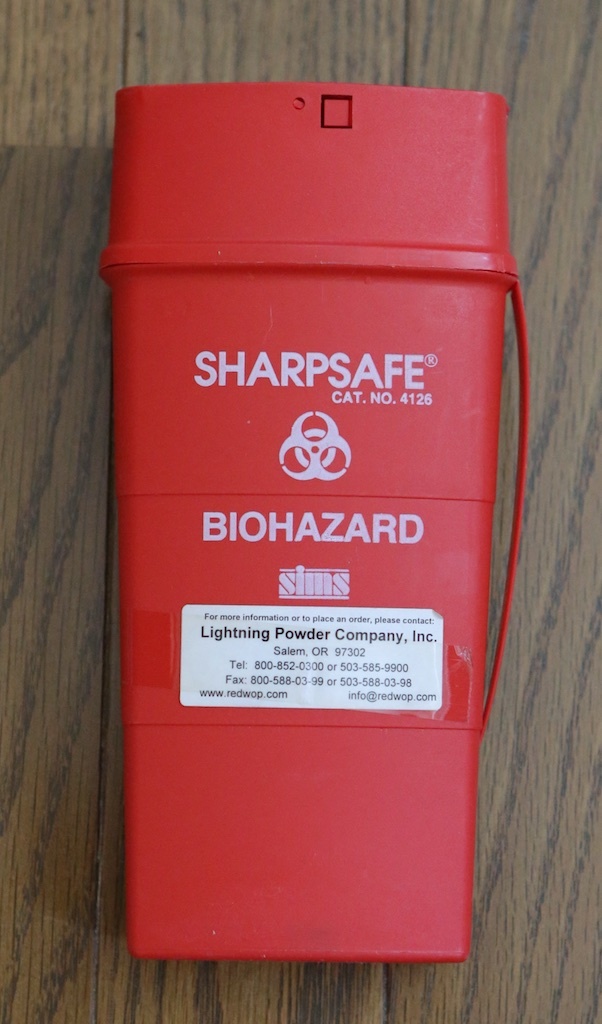 SHARPSAFE®
CAT. NO. 4126
BIOHAZARD
sims
For more information or to place an order, please contact:
Lightning Powder Company, Inc.
Salem, OR 97302
Tel: 800-852-0300 or 503-585-9900
Fax: 800-588-03-99 or 503-588-03-98
www.redwop.com info@redwop.com